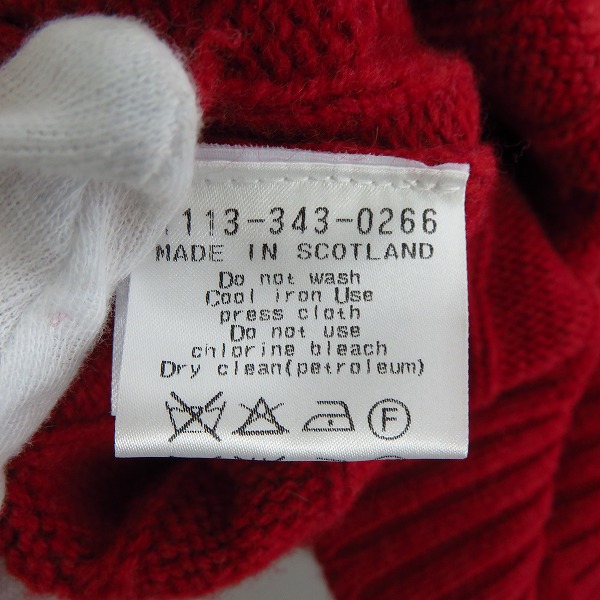 1113-343-0266
MADE IN SCOTLAND
Do not wash
Cool iron Use
press cloth
Do not use
chlorine bleach
Dry clean(petroleum)
F